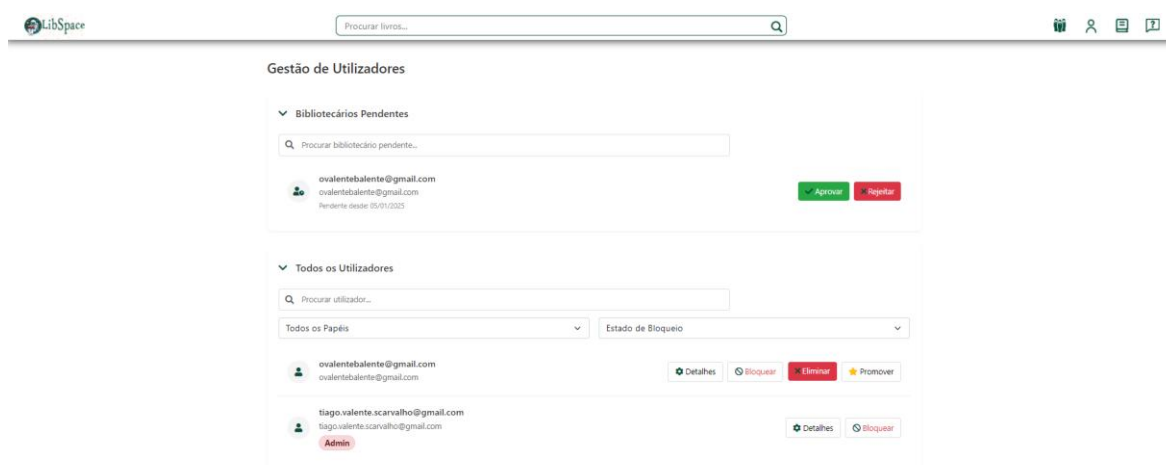 LibSpace
Procurar livros...
Gestão de Utilizadores
Bibliotecários Pendentes
Procurar bibliotecário pendente...
ovalentebalente@gmail.com
ovalentebalente@gmail.com
Pendente desde: 05/01/2025
Aprovar
Rejeitar
Todos os Utilizadores
Procurar utilizador...
Todos os Papéis
Estado de Bloqueio
ovalentebalente@gmail.com
ovalentebalente@gmail.com
Detalhes
Bloquear
Eliminar
Promover
tiago.valente.scarvalho@gmail.com
tiago.valente.scarvalho@gmail.com
Admin
Detalhes
Bloquear